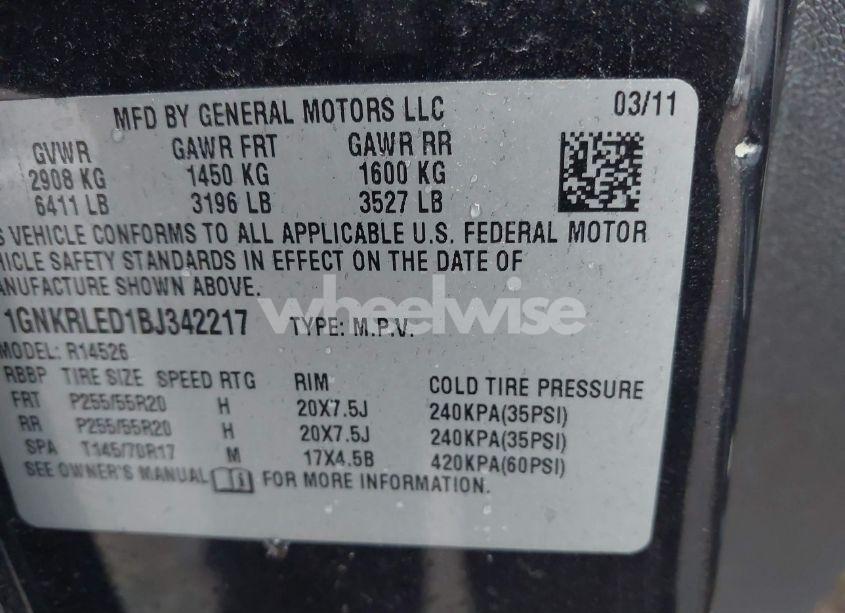 MFD BY GENERAL MOTORS LLC 03/11
GVWR GAWR FRT GAWR RR
2908 KG 1450 KG 1600 KG
6411 LB 3196 LB 3527 LB
S VEHICLE CONFORMS TO ALL APPLICABLE U.S. FEDERAL MOTOR
HICLE SAFETY STANDARDS IN EFFECT ON THE DATE OF
ANUFACTURE SHOWN ABOVE.
1GNKRLED1BJ342217 TYPE: M.P.V.
wheelwise
MODEL: R14526
RBBP TIRE SIZE SPEED RTG RIM COLD TIRE PRESSURE
FRT P255/55R20 H 20X7.5J 240KPA(35PSI)
RR P255/55R20 H 20X7.5J 240KPA(35PSI)
SPA T145/70R17 M 17X4.5B 420KPA(60PSI)
SEE OWNER'S MANUAL FOR MORE INFORMATION.